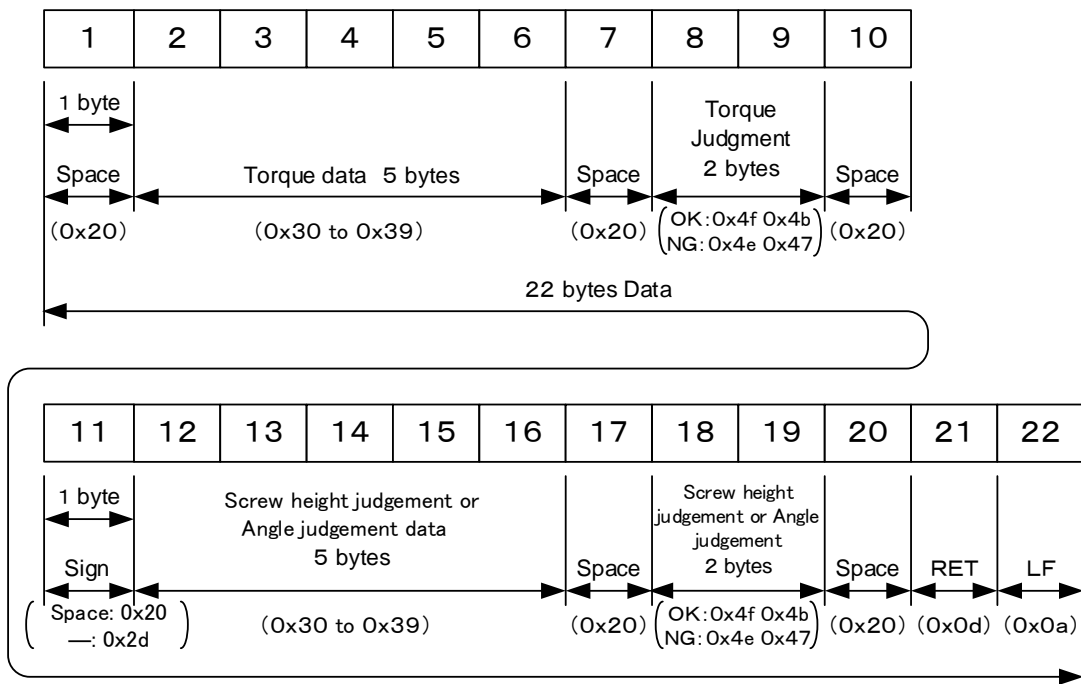 1 2 3 4 5 6 7 8 9 10
1 byte
Space
(0x20)
Torque data 5 bytes
(0x30 to 0x39)
Space
(0x20)
Torque
Judgment
2 bytes
OK:0x4f 0x4b
NG:0x4e 0x47
Space
(0x20)
22 bytes Data
11 12 13 14 15 16 17 18 19 20 21 22
1 byte
Sign
Space: 0x20
—: 0x2d
Screw height judgement or
Angle judgement data
5 bytes
(0x30 to 0x39)
Space
(0x20)
Screw height
judgement or Angle
judgement
2 bytes
OK:0x4f 0x4b
NG:0x4e 0x47
Space
(0x20)
RET
(0x0d)
LF
(0x0a)